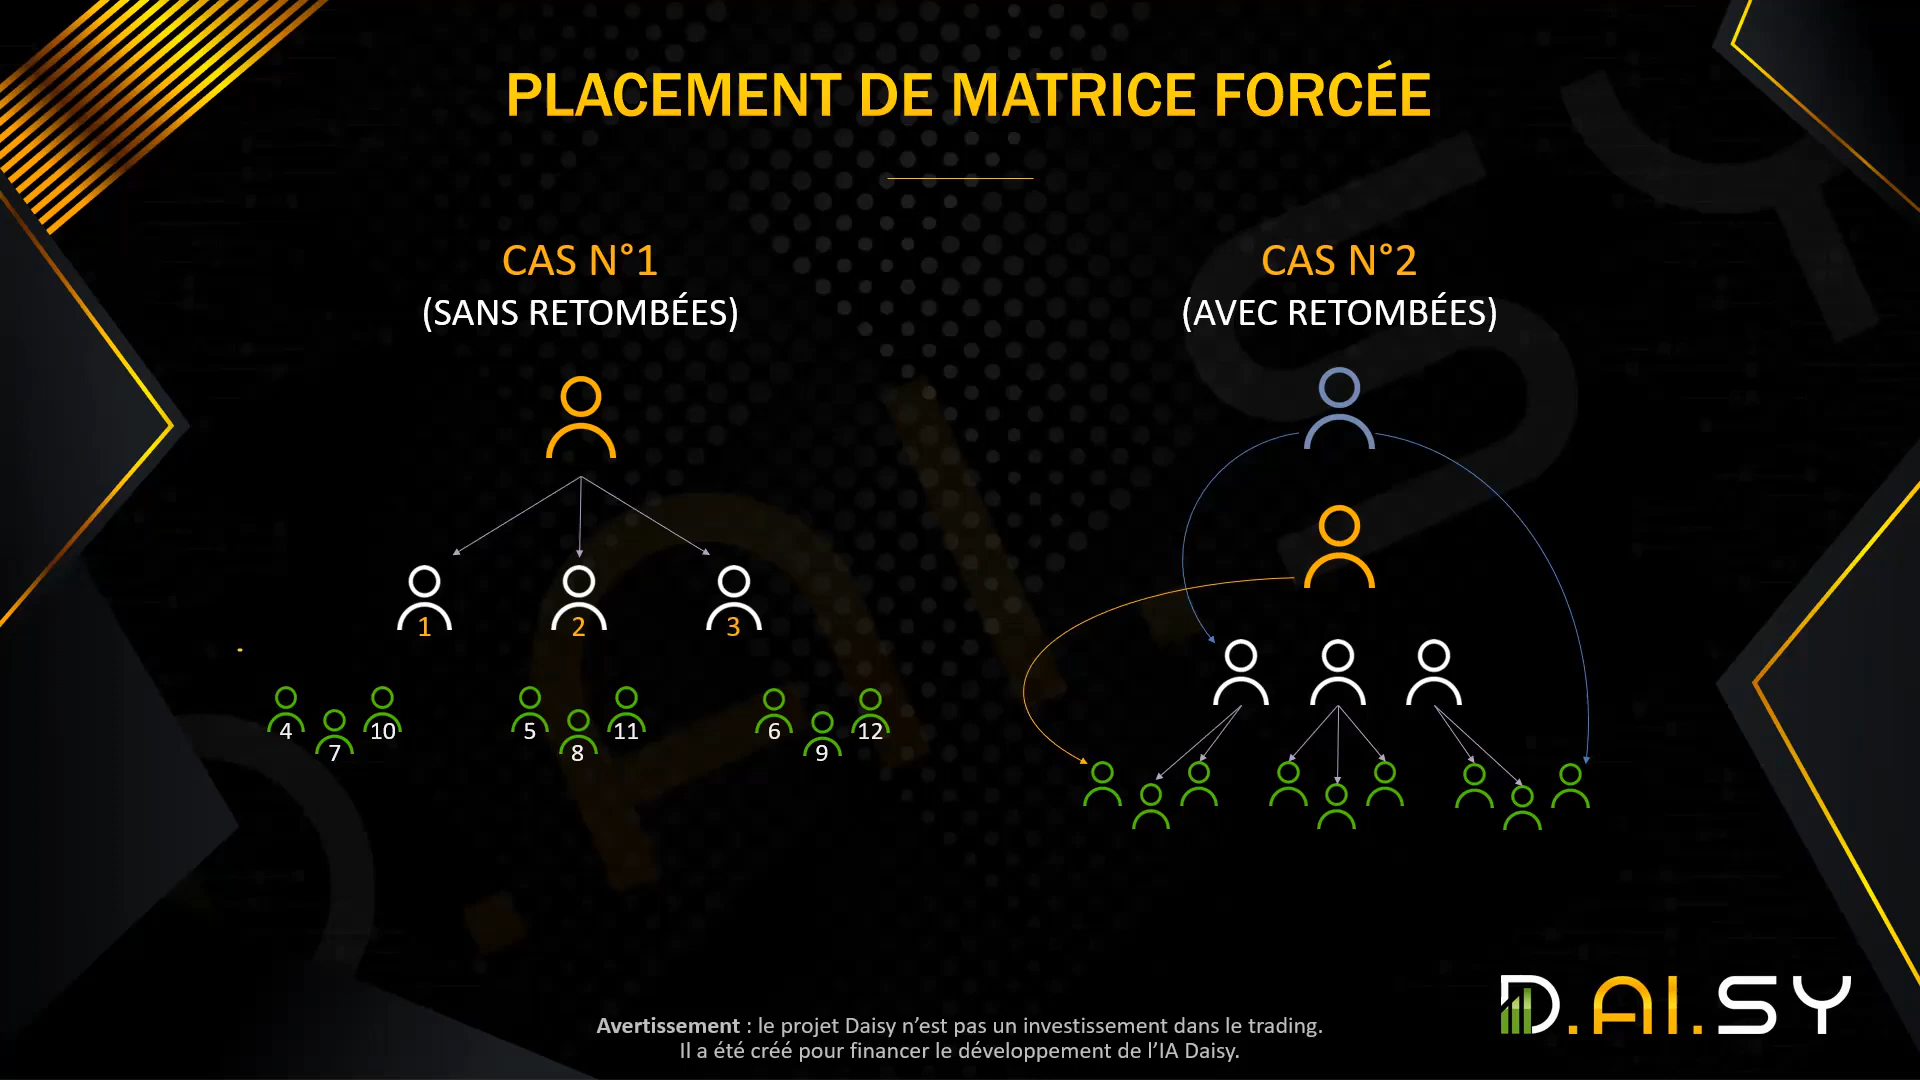 PLACEMENT DE MATRICE FORCÉE
CAS N°1
(SANS RETOMBÉES)
1
2
3
4
7
10
5
8
11
6
9
12
CAS N°2
(AVEC RETOMBÉES)
Avertissement : le projet Daisy n’est pas un investissement dans le trading.
Il a été créé pour financer le développement de l’IA Daisy.
D.AI.SY